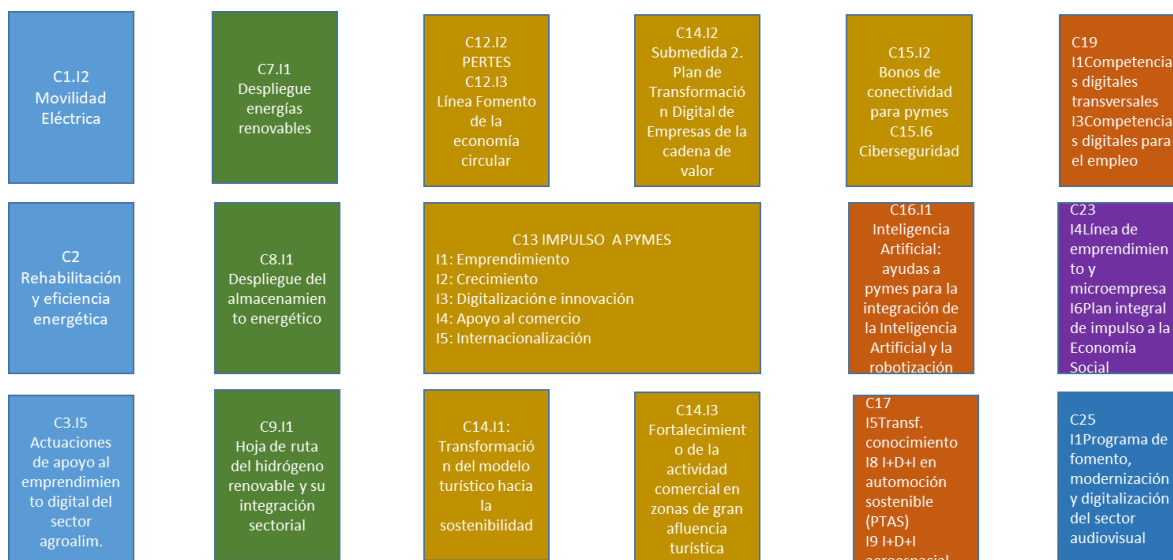 C1.I2
Movilidad
Eléctrica
C7.I1
Despliegue
energías
renovables
C12.I2
PERTES
C12.I3
Línea Fomento
de la
economía
circular
C14.I2
Submedida 2.
Plan de
Transformació
n Digital de
Empresas de la
cadena de
valor
C15.I2
Bonos de
conectividad
para pymes
C15.I6
Ciberseguridad
C19
I1Competencia
s digitales
transversales
I3Competencia
s digitales para
el empleo
C2
Rehabilitación
y eficiencia
energética
C8.I1
Despliegue del
almacenamien
to energético
C13 IMPULSO A PYMES
I1: Emprendimiento
I2: Crecimiento
I3: Digitalización e innovación
I4: Apoyo al comercio
I5: Internacionalización
C16.I1
Inteligencia
Artificial:
ayudas a
pymes para la
integración de
la Inteligencia
Artificial y la
robotización
C23
I4Línea de
emprendimien
to y
microempresa
I6Plan integral
de impulso a la
Economía
Social
C3.I5
Actuaciones
de apoyo al
emprendimien
to digital del
sector
agroalim.
C9.I1
Hoja de ruta
del hidrógeno
renovable y su
integración
sectorial
C14.I1:
Transformació
n del modelo
turístico hacia
la
sostenibilidad
C14.I3
Fortalecimient
o de la
actividad
comercial en
zonas de gran
afluencia
turística
C17
I5Transf.
conocimiento
I8 I+D+I en
automoción
sostenible
(PTAS)
I9 I+D+I
aeroespacial
C25
I1Programa de
fomento,
modernización
y digitalización
del sector
audiovisual